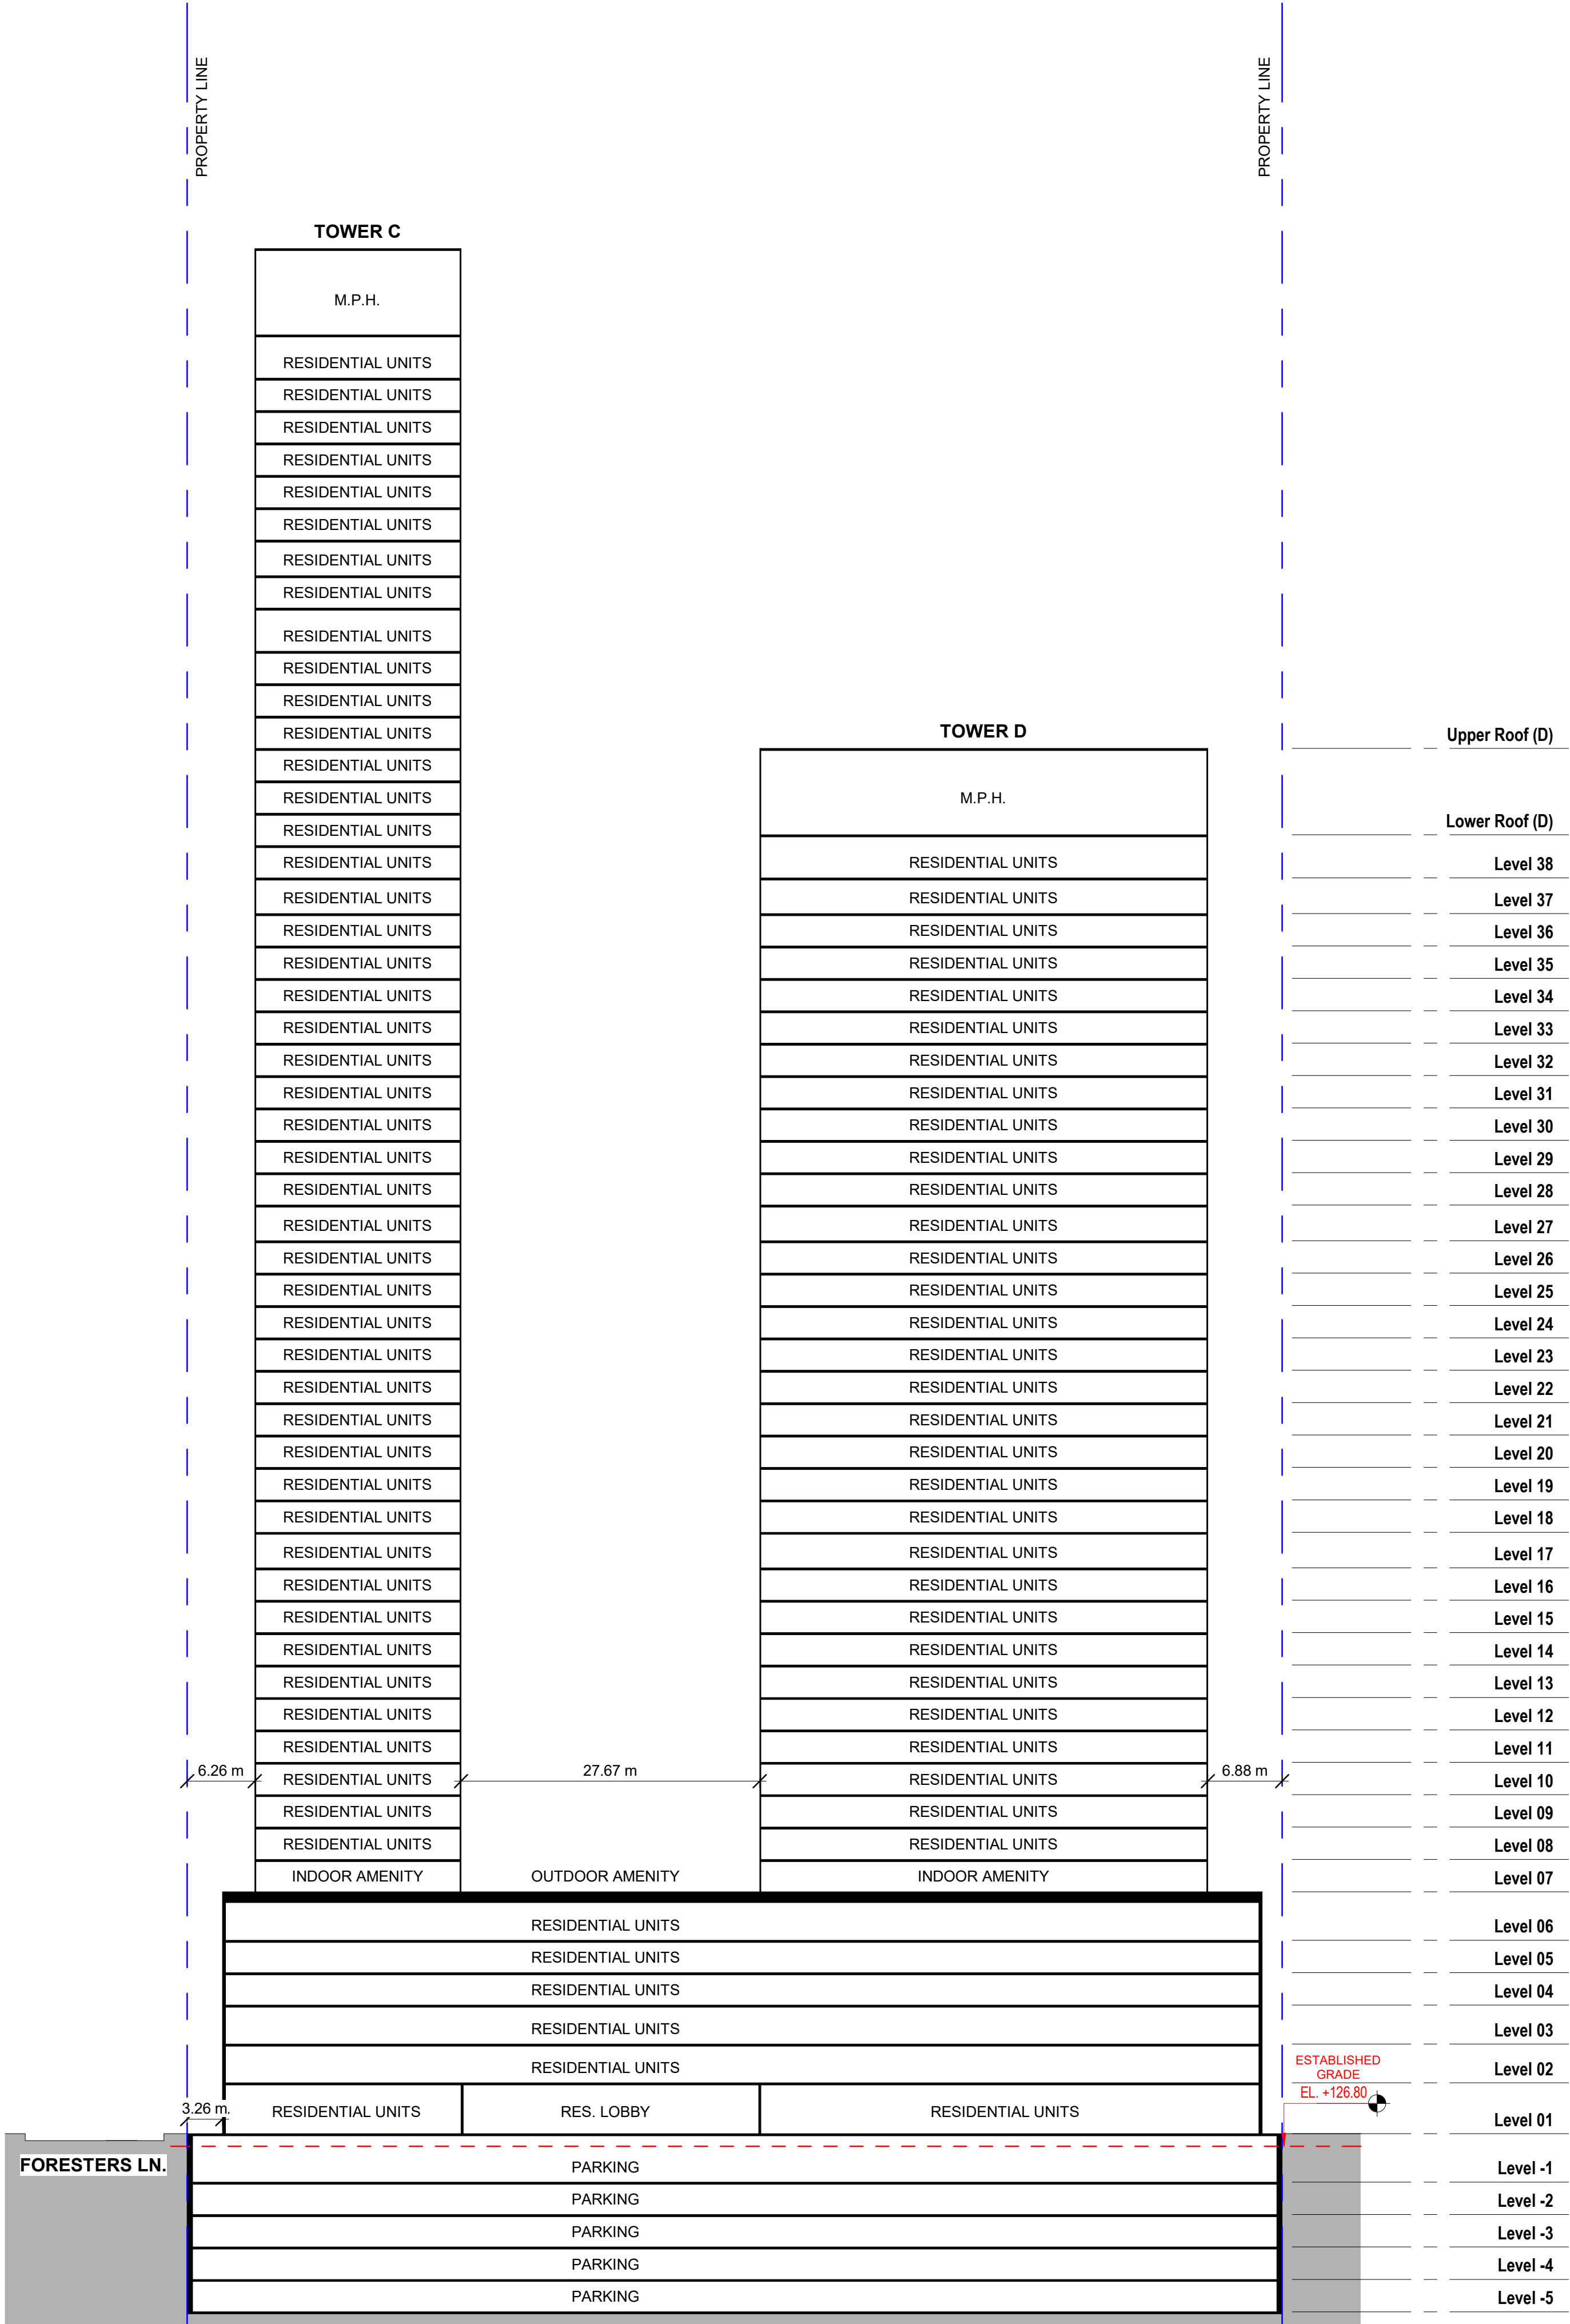 PROPERTY LINE
PROPERTY LINE
TOWER C
M.P.H.
RESIDENTIAL UNITS
RESIDENTIAL UNITS
RESIDENTIAL UNITS
RESIDENTIAL UNITS
RESIDENTIAL UNITS
RESIDENTIAL UNITS
RESIDENTIAL UNITS
RESIDENTIAL UNITS
RESIDENTIAL UNITS
RESIDENTIAL UNITS
RESIDENTIAL UNITS
RESIDENTIAL UNITS TOWER D Upper Roof (D)
RESIDENTIAL UNITS
RESIDENTIAL UNITS M.P.H.
RESIDENTIAL UNITS Lower Roof (D)
RESIDENTIAL UNITS RESIDENTIAL UNITS Level 38
RESIDENTIAL UNITS RESIDENTIAL UNITS Level 37
RESIDENTIAL UNITS RESIDENTIAL UNITS Level 36
RESIDENTIAL UNITS RESIDENTIAL UNITS Level 35
RESIDENTIAL UNITS RESIDENTIAL UNITS Level 34
RESIDENTIAL UNITS RESIDENTIAL UNITS Level 33
RESIDENTIAL UNITS RESIDENTIAL UNITS Level 32
RESIDENTIAL UNITS RESIDENTIAL UNITS Level 31
RESIDENTIAL UNITS RESIDENTIAL UNITS Level 30
RESIDENTIAL UNITS RESIDENTIAL UNITS Level 29
RESIDENTIAL UNITS RESIDENTIAL UNITS Level 28
RESIDENTIAL UNITS RESIDENTIAL UNITS Level 27
RESIDENTIAL UNITS RESIDENTIAL UNITS Level 26
RESIDENTIAL UNITS RESIDENTIAL UNITS Level 25
RESIDENTIAL UNITS RESIDENTIAL UNITS Level 24
RESIDENTIAL UNITS RESIDENTIAL UNITS Level 23
RESIDENTIAL UNITS RESIDENTIAL UNITS Level 22
RESIDENTIAL UNITS RESIDENTIAL UNITS Level 21
RESIDENTIAL UNITS RESIDENTIAL UNITS Level 20
RESIDENTIAL UNITS RESIDENTIAL UNITS Level 19
RESIDENTIAL UNITS RESIDENTIAL UNITS Level 18
RESIDENTIAL UNITS RESIDENTIAL UNITS Level 17
RESIDENTIAL UNITS RESIDENTIAL UNITS Level 16
RESIDENTIAL UNITS RESIDENTIAL UNITS Level 15
RESIDENTIAL UNITS RESIDENTIAL UNITS Level 14
RESIDENTIAL UNITS RESIDENTIAL UNITS Level 13
RESIDENTIAL UNITS RESIDENTIAL UNITS Level 12
RESIDENTIAL UNITS RESIDENTIAL UNITS Level 11
6.26 m RESIDENTIAL UNITS 27.67 m RESIDENTIAL UNITS 6.88 m Level 10
RESIDENTIAL UNITS RESIDENTIAL UNITS Level 09
RESIDENTIAL UNITS RESIDENTIAL UNITS Level 08
INDOOR AMENITY OUTDOOR AMENITY INDOOR AMENITY Level 07
RESIDENTIAL UNITS Level 06
RESIDENTIAL UNITS Level 05
RESIDENTIAL UNITS Level 04
RESIDENTIAL UNITS Level 03
RESIDENTIAL UNITS Level 02
ESTABLISHED
GRADE
EL. +126.80
3.26 m. RESIDENTIAL UNITS RES. LOBBY RESIDENTIAL UNITS Level 01
FORESTERS LN. PARKING Level -1
PARKING Level -2
PARKING Level -3
PARKING Level -4
PARKING Level -5